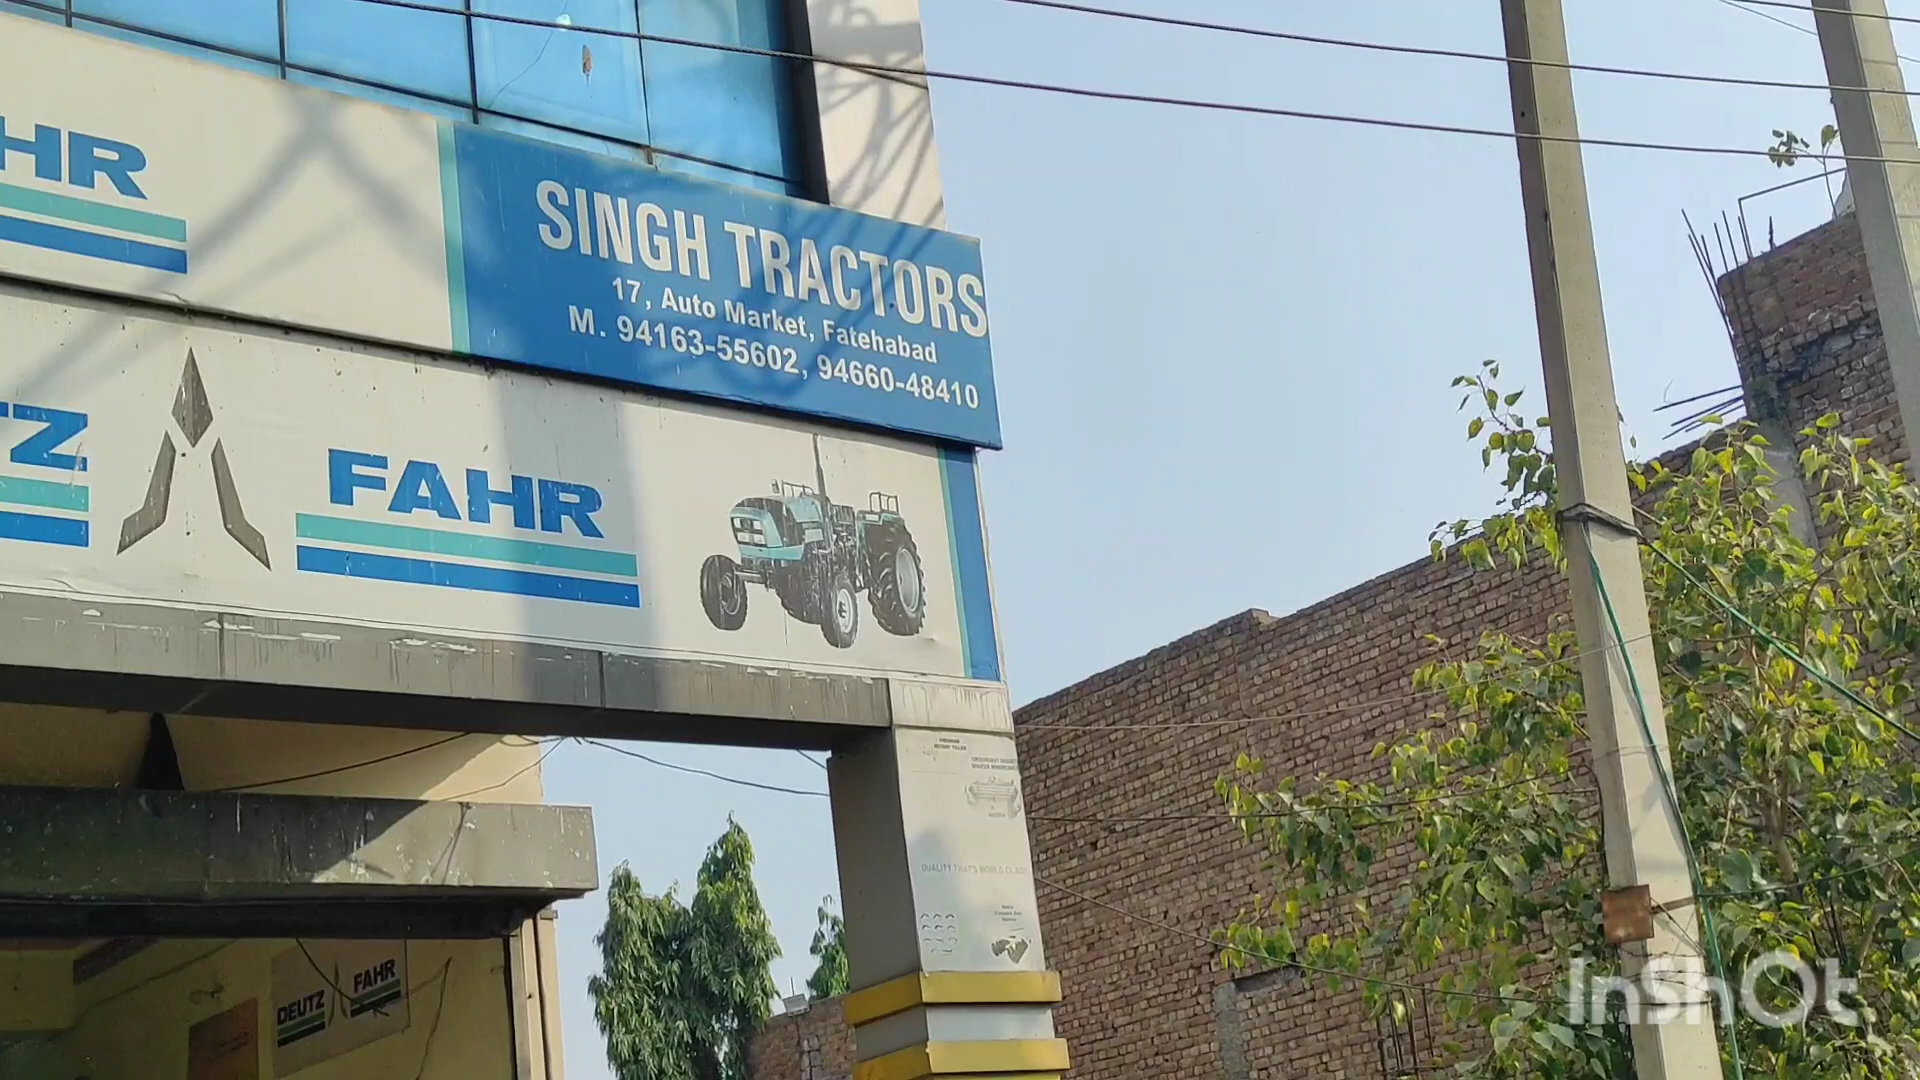 HR
SINGH TRACTORS
17, Auto Market, Fatehabad
M. 94163-55602, 94660-48410
TZ FAHR
QUALITY THAT'S WORLD CLASS
DEUTZ FAHR
InShOt